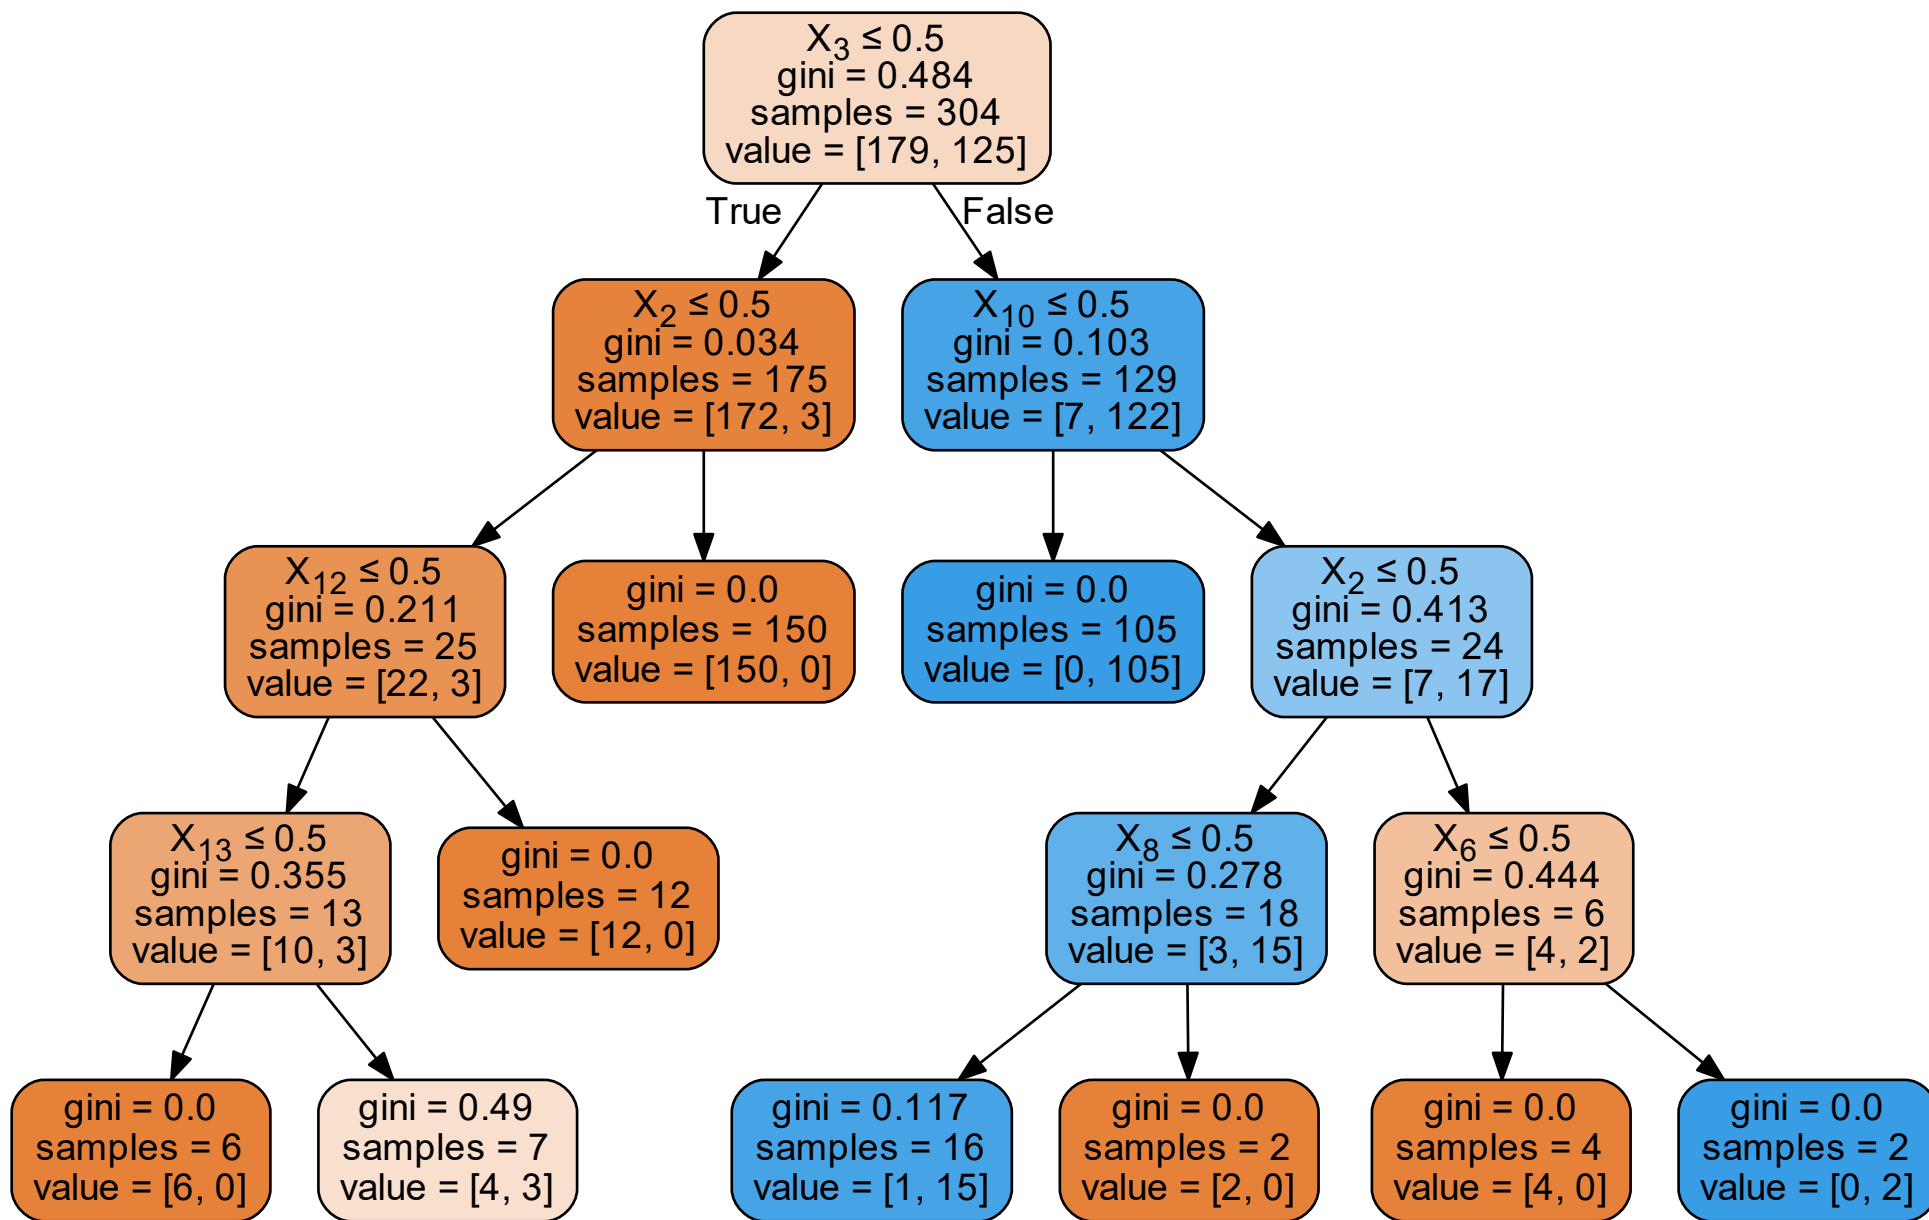 X₃ ≤ 0.5
gini = 0.484
samples = 304
value = [179, 125]
True
False
X₂ ≤ 0.5
gini = 0.034
samples = 175
value = [172, 3]
X₁₀ ≤ 0.5
gini = 0.103
samples = 129
value = [7, 122]
X₁₂ ≤ 0.5
gini = 0.211
samples = 25
value = [22, 3]
gini = 0.0
samples = 150
value = [150, 0]
gini = 0.0
samples = 105
value = [0, 105]
X₂ ≤ 0.5
gini = 0.413
samples = 24
value = [7, 17]
X₁₃ ≤ 0.5
gini = 0.355
samples = 13
value = [10, 3]
gini = 0.0
samples = 12
value = [12, 0]
X₈ ≤ 0.5
gini = 0.278
samples = 18
value = [3, 15]
X₆ ≤ 0.5
gini = 0.444
samples = 6
value = [4, 2]
gini = 0.0
samples = 6
value = [6, 0]
gini = 0.49
samples = 7
value = [4, 3]
gini = 0.117
samples = 16
value = [1, 15]
gini = 0.0
samples = 2
value = [2, 0]
gini = 0.0
samples = 4
value = [4, 0]
gini = 0.0
samples = 2
value = [0, 2]